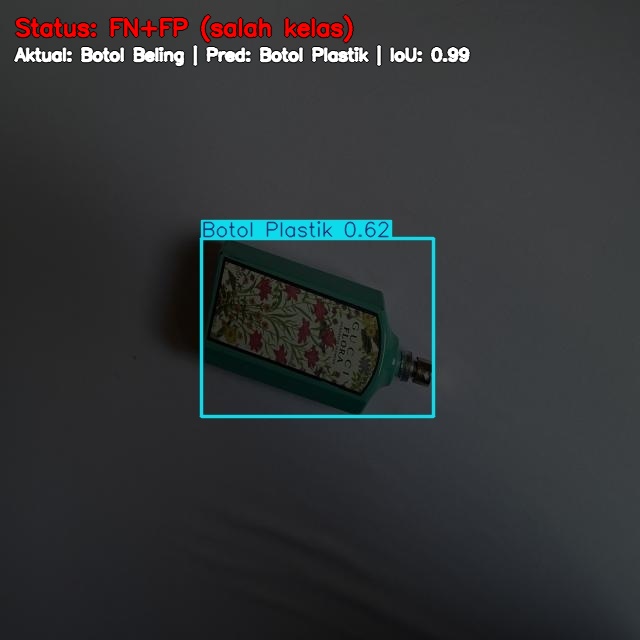 Status: FN+FP (salah kelas)
Aktual: Botol Beling | Pred: Botol Plastik | IoU: 0.99
Botol Plastik 0.62
GUCCI
FLORA